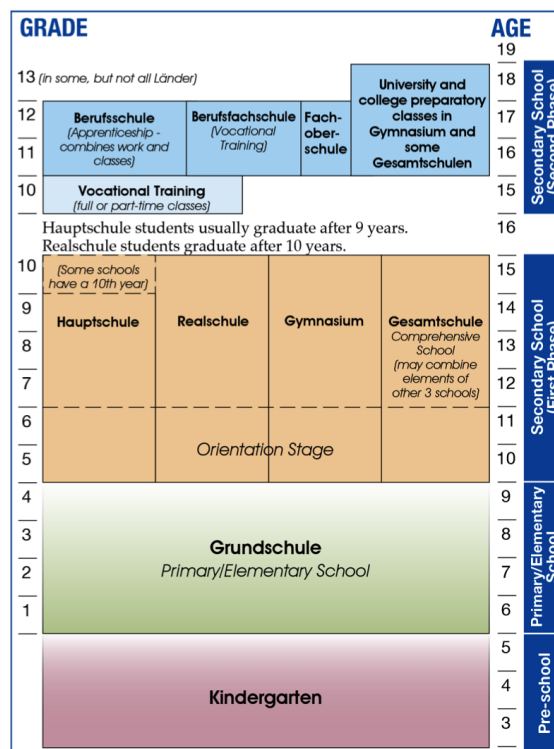 GRADE
AGE
19
13 (in some, but not all Länder)
18
12
17
11
16
10
15
Berufsschule
(Apprenticeship -
combines work and
classes)
Berufsfachschule
(Vocational
Training)
Fach-
ober-
schule
University and
college preparatory
classes in
Gymnasium and
some
Gesamtschulen
Vocational Training
(full or part-time classes)
Secondary School
(Second Phase)
Hauptschule students usually graduate after 9 years.
Realschule students graduate after 10 years.
16
10
15
9
14
8
13
7
12
6
11
5
10
(Some schools
have a 10th year)
Hauptschule
Realschule
Gymnasium
Gesamtschule
Comprehensive
School
(may combine
elements of
other 3 schools)
Orientation Stage
Secondary School
(First Phase)
4
9
3
8
2
7
1
6
Grundschule
Primary/Elementary School
Primary/Elementary
School
5
4
3
Kindergarten
Pre-school